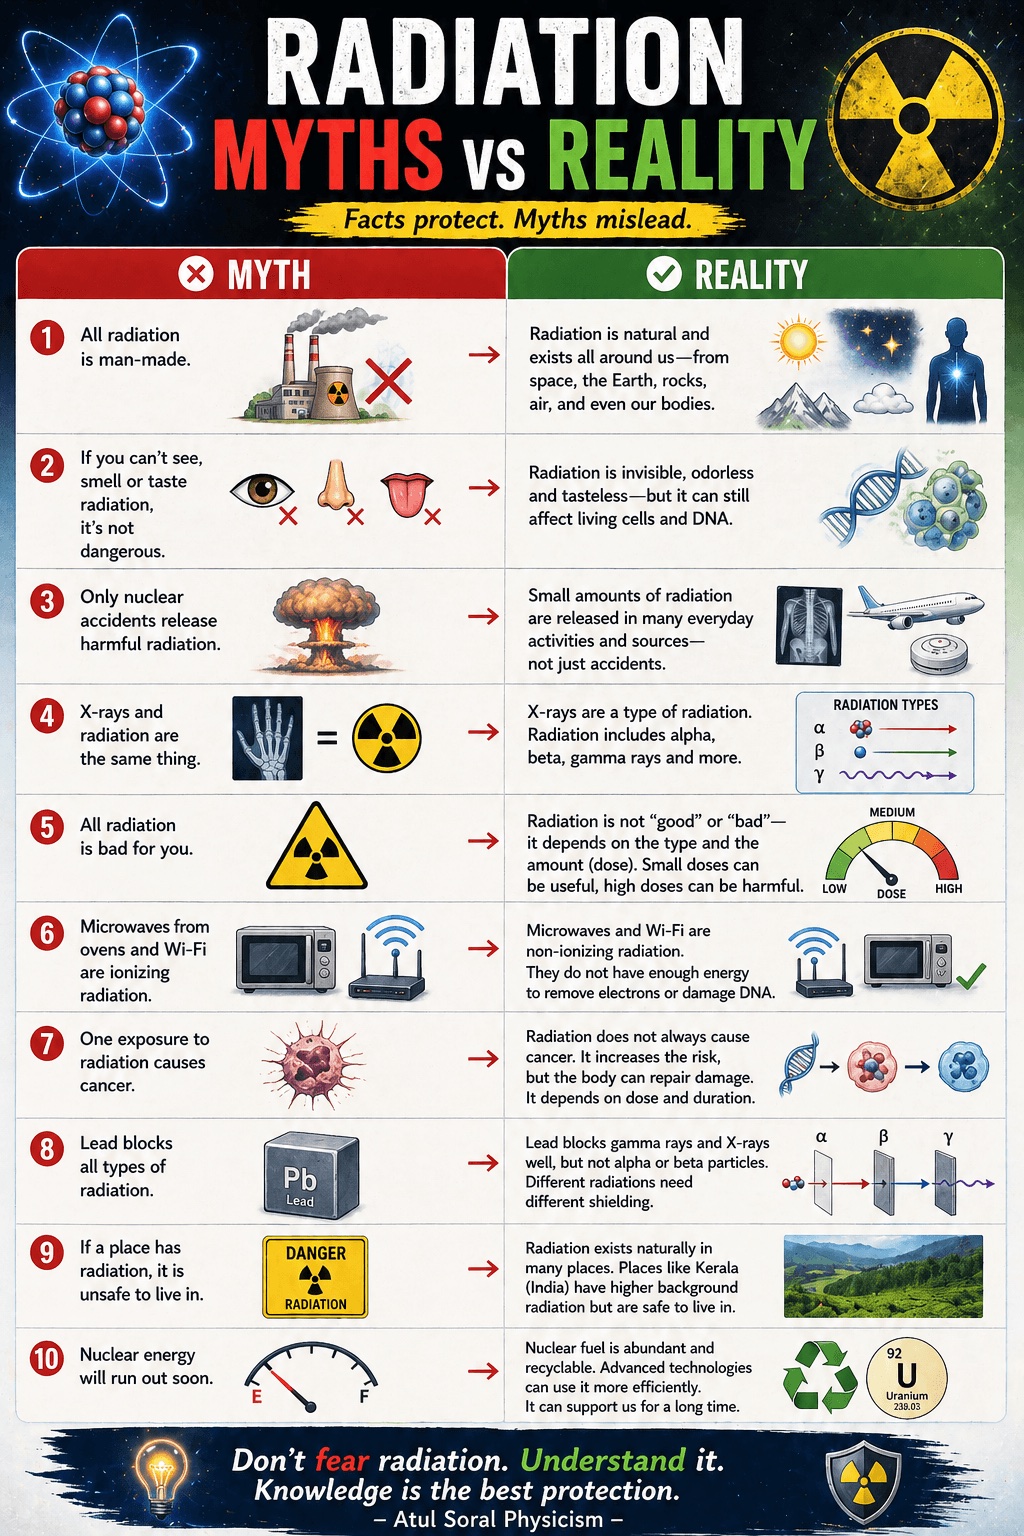 RADIATION
MYTHS VS REALITY
Facts protect. Myths mislead.
MYTH
REALITY
1
All radiation
is man-made.
Radiation is natural and
exists all around us—from
space, the Earth, rocks,
air, and even our bodies.
2
If you can't see,
smell or taste
radiation,
it's not
dangerous.
Radiation is invisible, odorless
and tasteless—but it can still
affect living cells and DNA.
3
Only nuclear
accidents release
harmful radiation.
Small amounts of radiation
are released in many everyday
activities and sources—
not just accidents.
4
X-rays and
radiation are
the same thing.
=
X-rays are a type of radiation.
Radiation includes alpha,
beta, gamma rays and more.
RADIATION TYPES
α
β
γ
5
All radiation
is bad for you.
Radiation is not “good” or “bad”—
it depends on the type and the
amount (dose). Small doses can
be useful, high doses can be harmful.
MEDIUM
LOW
DOSE
HIGH
6
Microwaves from
ovens and Wi-Fi
are ionizing
radiation.
Microwaves and Wi-Fi are
non-ionizing radiation.
They do not have enough energy
to remove electrons or damage DNA.
7
One exposure to
radiation causes
cancer.
Radiation does not always cause
cancer. It increases the risk,
but the body can repair damage.
It depends on dose and duration.
8
Lead blocks
all types of
radiation.
Pb
Lead
Lead blocks gamma rays and X-rays
well, but not alpha or beta particles.
Different radiations need
different shielding.
α β γ
9
If a place has
radiation, it is
unsafe to live in.
DANGER
RADIATION
Radiation exists naturally in
many places. Places like Kerala
(India) have higher background
radiation but are safe to live in.
10
Nuclear energy
will run out soon.
E F
Nuclear fuel is abundant and
recyclable. Advanced technologies
can use it more efficiently.
It can support us for a long time.
92
U
Uranium
238.03
Don't fear radiation. Understand it.
Knowledge is the best protection.
– Atul Soral Physicism –